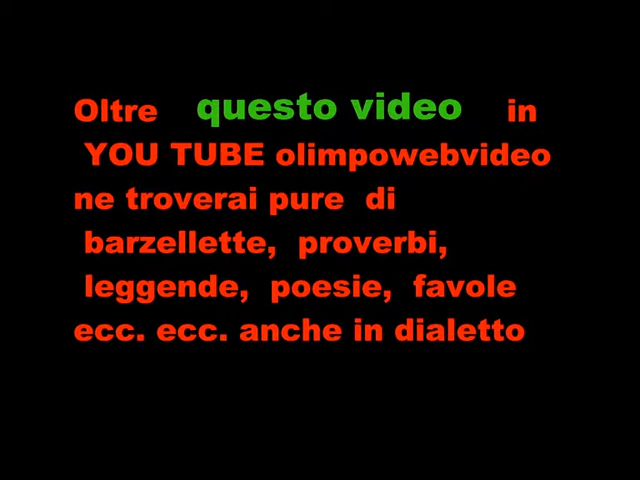 Oltre questo video in
YOU TUBE olimpowebvideo
ne troverai pure di
barzellette, proverbi,
leggende, poesie, favole
ecc. ecc. anche in dialetto